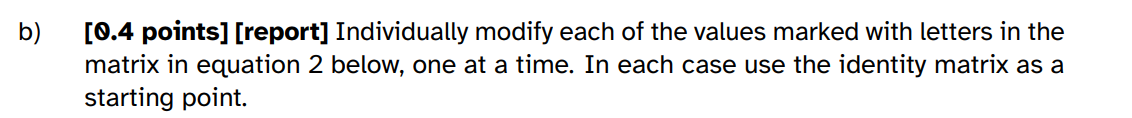 b) [0.4 points] [report] Individually modify each of the values marked with letters in the
matrix in equation 2 below, one at a time. In each case use the identity matrix as a
starting point.